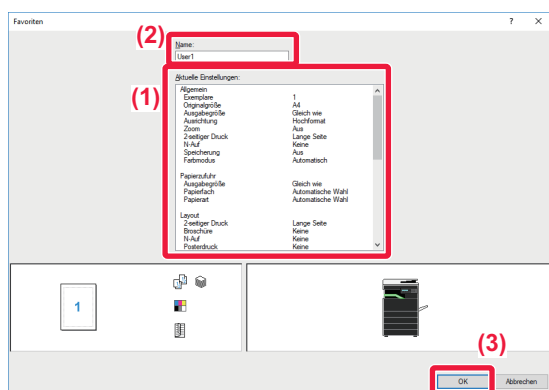 Favoriten ? ×
(2)
Name:
User1
Aktuelle Einstellungen:
(1)
Allgemein
Exemplare 1
Originalgröße A4
Ausgabegröße Gleich wie
Ausrichtung Hochformat
Zoom Aus
2-seitiger Druck Lange Seite
N-Auf Keine
Speicherung Aus
Farbmodus Automatisch
Papierzufuhr
Ausgabegröße Gleich wie
Papierfach Automatische Wahl
Papierart Automatische Wahl
Layout
2-seitiger Druck Lange Seite
Broschüre Keine
N-Auf Keine
Posterdruck Keine
1
(3)
OK Abbrechen